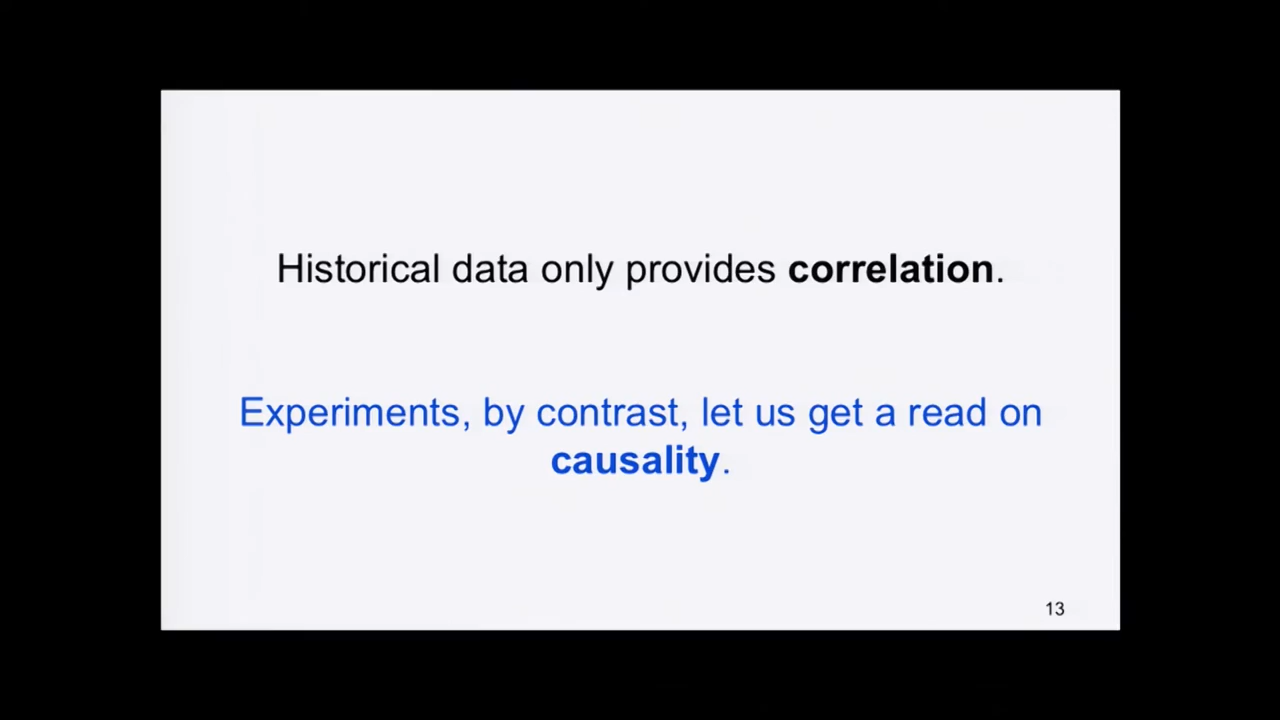 Historical data only provides correlation.
Experiments, by contrast, let us get a read on
causality.
13